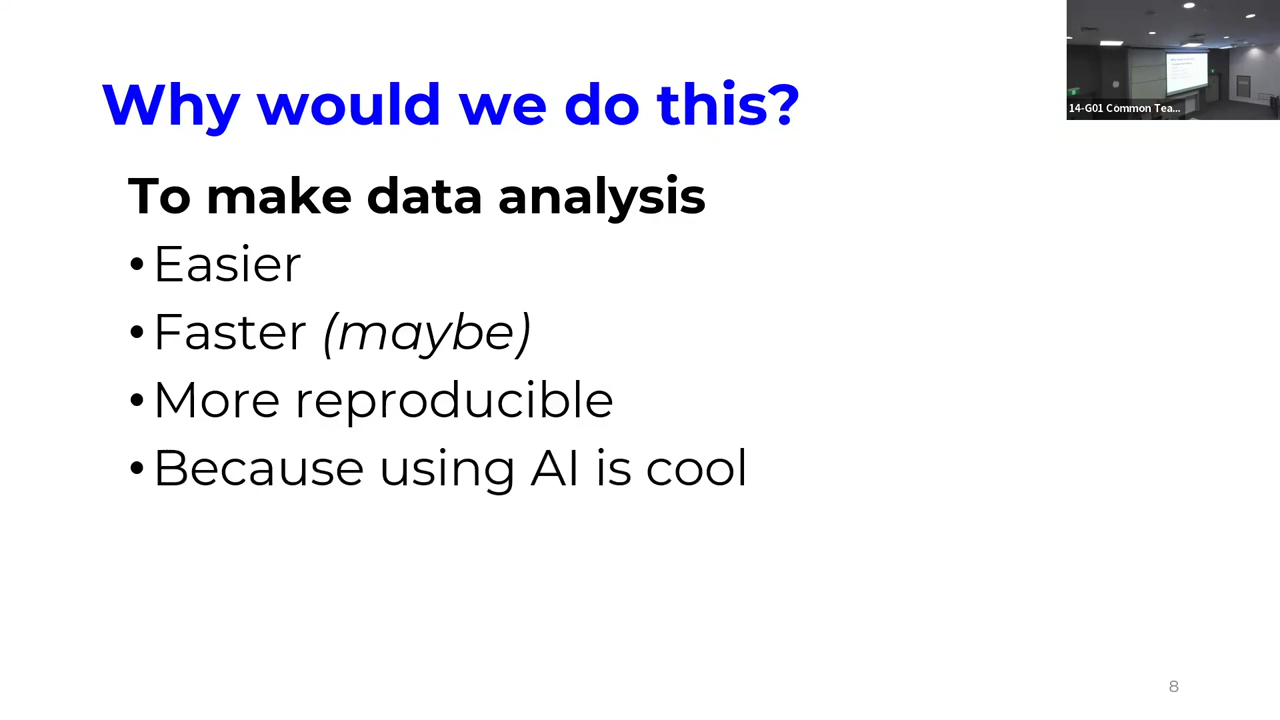 Why would we do this?
14-G01 Common Tea...
To make data analysis
•Easier
•Faster (maybe)
•More reproducible
•Because using AI is cool
8